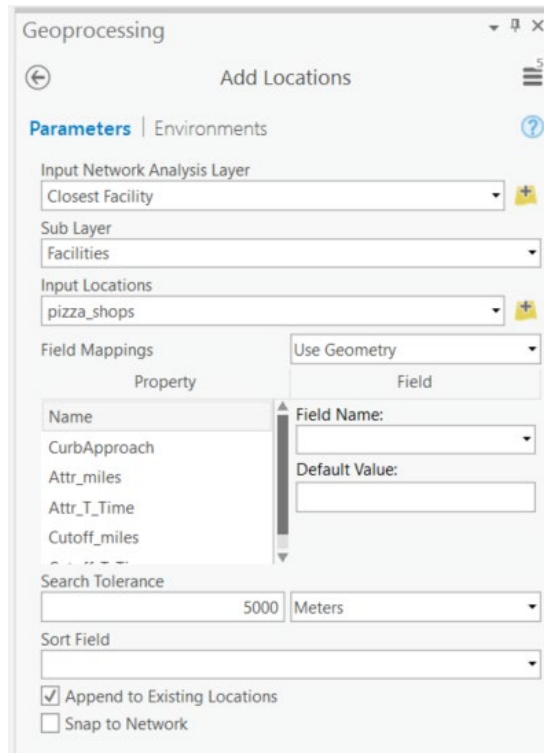 Geoprocessing
5
Add Locations
Parameters | Environments
?
Input Network Analysis Layer
Closest Facility
Sub Layer
Facilities
Input Locations
pizza_shops
Field Mappings Use Geometry
Property Field
Name Field Name:
CurbApproach
Attr_miles Default Value:
Attr_T_Time
Cutoff_miles
Search Tolerance
5000 Meters
Sort Field
Append to Existing Locations
Snap to Network